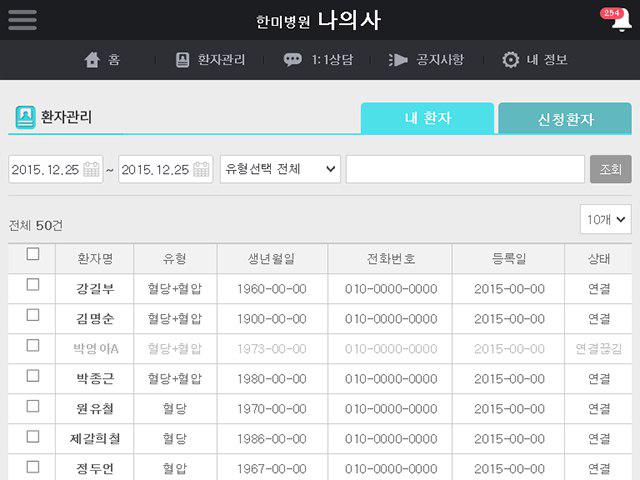 한미병원 나의사
254
홈 환자관리 1:1상담 공지사항 내 정보
환자관리 내 환자 신청환자
2015.12.25 ~ 2015.12.25 유형선택 전체 조회
전체 50건 10개
환자명 유형 생년월일 전화번호 등록일 상태
강길부 혈당+혈압 1960-00-00 010-0000-0000 2015-00-00 연결
김명순 혈당+혈압 1900-00-00 010-0000-0000 2015-00-00 연결
박영아A 혈당+혈압 1973-00-00 010-0000-0000 2015-00-00 연결끊김
박종근 혈당+혈압 1980-00-00 010-0000-0000 2015-00-00 연결
원유철 혈당 1970-00-00 010-0000-0000 2015-00-00 연결
제갈희철 혈당 1986-00-00 010-0000-0000 2015-00-00 연결
정두언 혈압 1967-00-00 010-0000-0000 2015-00-00 연결